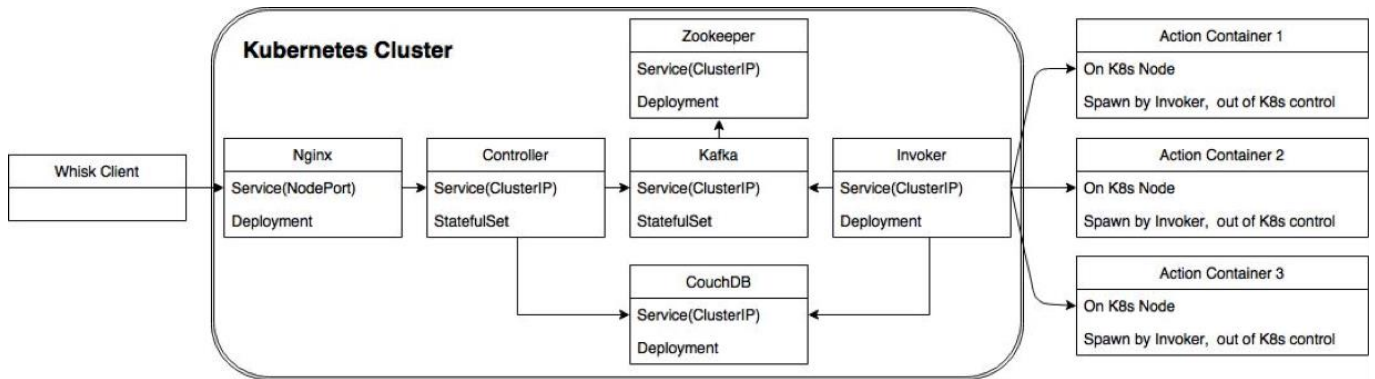 Kubernetes Cluster
Whisk Client
Nginx
Service(NodePort)
Deployment
Controller
Service(ClusterIP)
StatefulSet
Zookeeper
Service(ClusterIP)
Deployment
Kafka
Service(ClusterIP)
StatefulSet
CouchDB
Service(ClusterIP)
Deployment
Invoker
Service(ClusterIP)
Deployment
Action Container 1
On K8s Node
Spawn by Invoker, out of K8s control
Action Container 2
On K8s Node
Spawn by Invoker, out of K8s control
Action Container 3
On K8s Node
Spawn by Invoker, out of K8s control